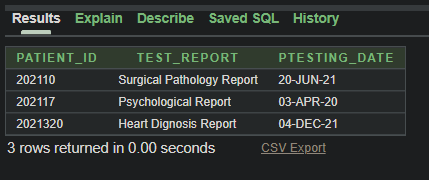 Results Explain Describe Saved SQL History
PATIENT_ID TEST_REPORT PTESTING_DATE
202110 Surgical Pathology Report 20-JUN-21
202117 Psychological Report 03-APR-20
2021320 Heart Dignosis Report 04-DEC-21
3 rows returned in 0.00 seconds CSV Export